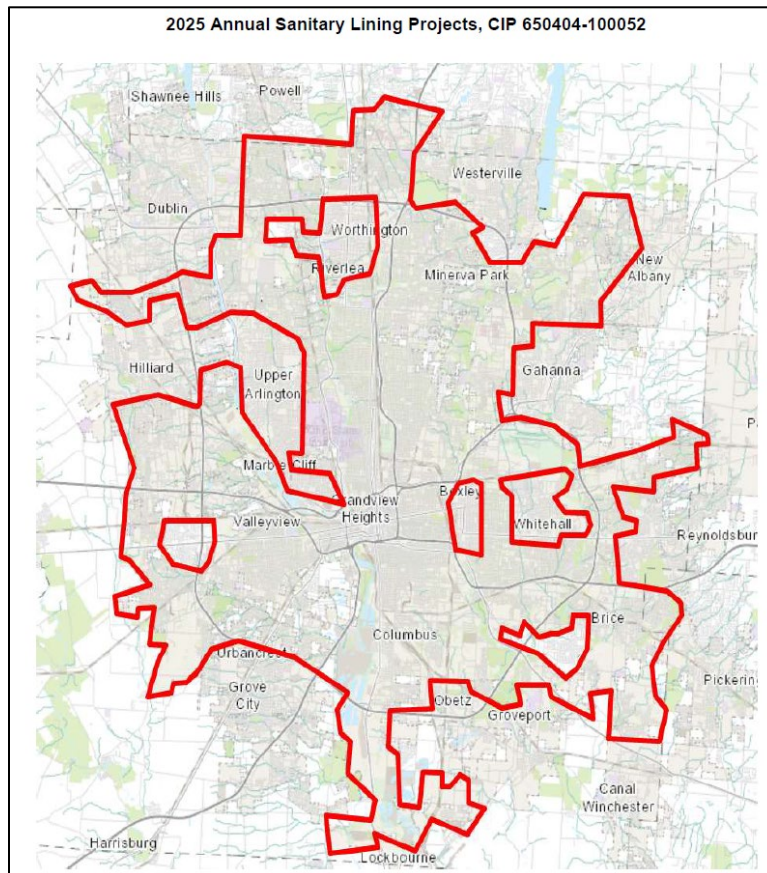 2025 Annual Sanitary Lining Projects, CIP 650404-100052
Powell
Shawnee Hills
Westerville
Dublin
Worthington
Riverlea
Minerva Park
New
Albany
Hilliard
Gahanna
Upper
Arlington
Pa
Marble Cliff
Bexley
Grandview
Heights
Valleyview
Whitehall
Reynoldsbur
Brice
Columbus
Urbancrest
Pickering
Grove
City
Obetz
Groveport
Canal
Winchester
Harrisburg
Lockbourne